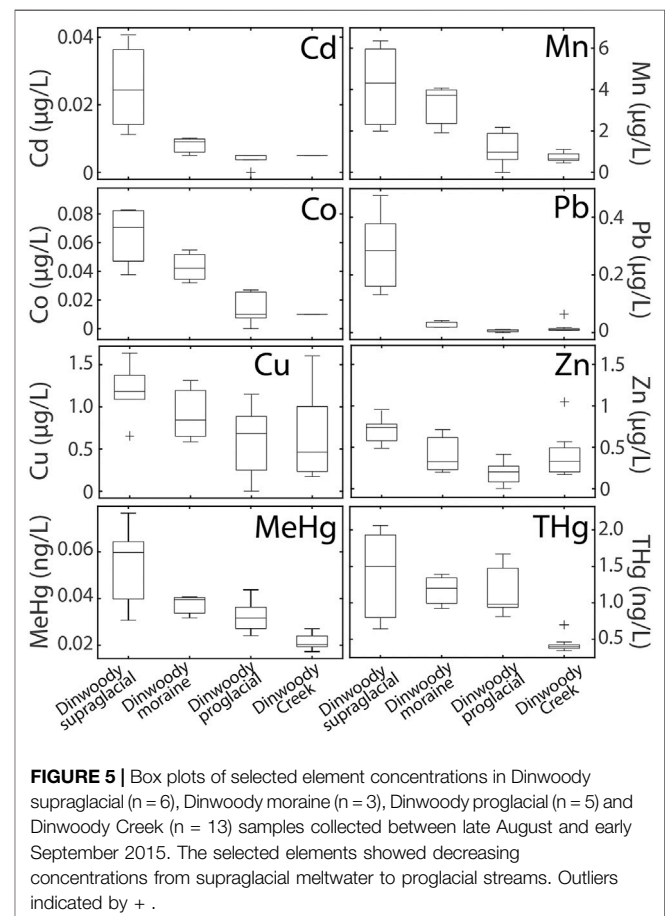 0.04
0.02
0
Cd (µg/L)
Cd
Mn
6
4
2
0
Mn (µg/L)
0.08
0.06
0.04
0.02
0
Co (µg/L)
Co
Pb
0.4
0.2
0
Pb (µg/L)
1.5
1.0
0.5
0
Cu (µg/L)
Cu
Zn
1.5
1
0.5
0
Zn (µg/L)
0.06
0.04
0.02
MeHg (ng/L)
MeHg
THg
2.0
1.5
1.0
0.5
THg (ng/L)
Dinwoody
supraglacial
Dinwoody
moraine
Dinwoody
proglacial
Dinwoody
Creek
Dinwoody
supraglacial
Dinwoody
moraine
Dinwoody
proglacial
Dinwoody
Creek
FIGURE 5 | Box plots of selected element concentrations in Dinwoody
supraglacial (n = 6), Dinwoody moraine (n = 3), Dinwoody proglacial (n = 5) and
Dinwoody Creek (n = 13) samples collected between late August and early
September 2015. The selected elements showed decreasing
concentrations from supraglacial meltwater to proglacial streams. Outliers
indicated by + .